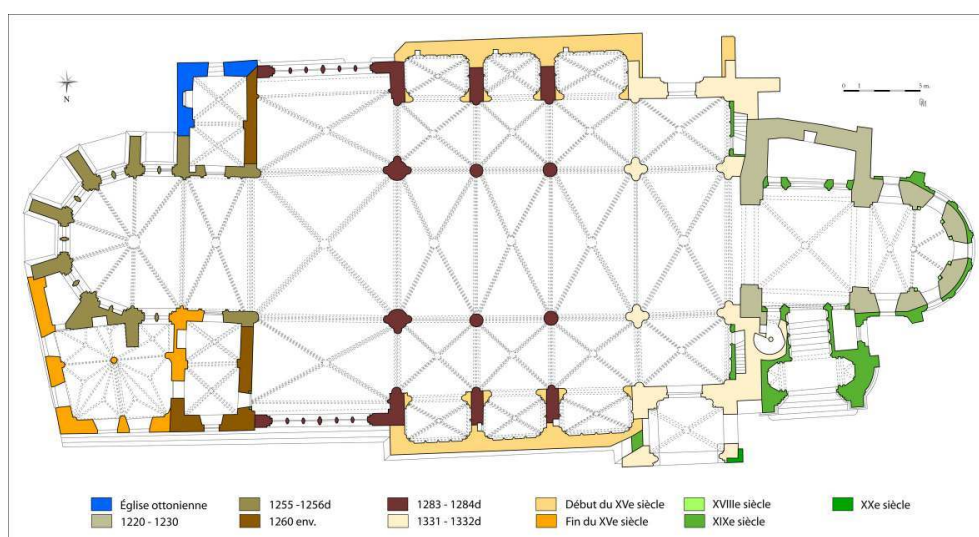 N
0 1 5 m.
Église ottonienne
1255 -1256d
1283 - 1284d
Début du XVe siècle
XVIIIe siècle
XXe siècle
1220 - 1230
1260 env.
1331 - 1332d
Fin du XVe siècle
XIXe siècle